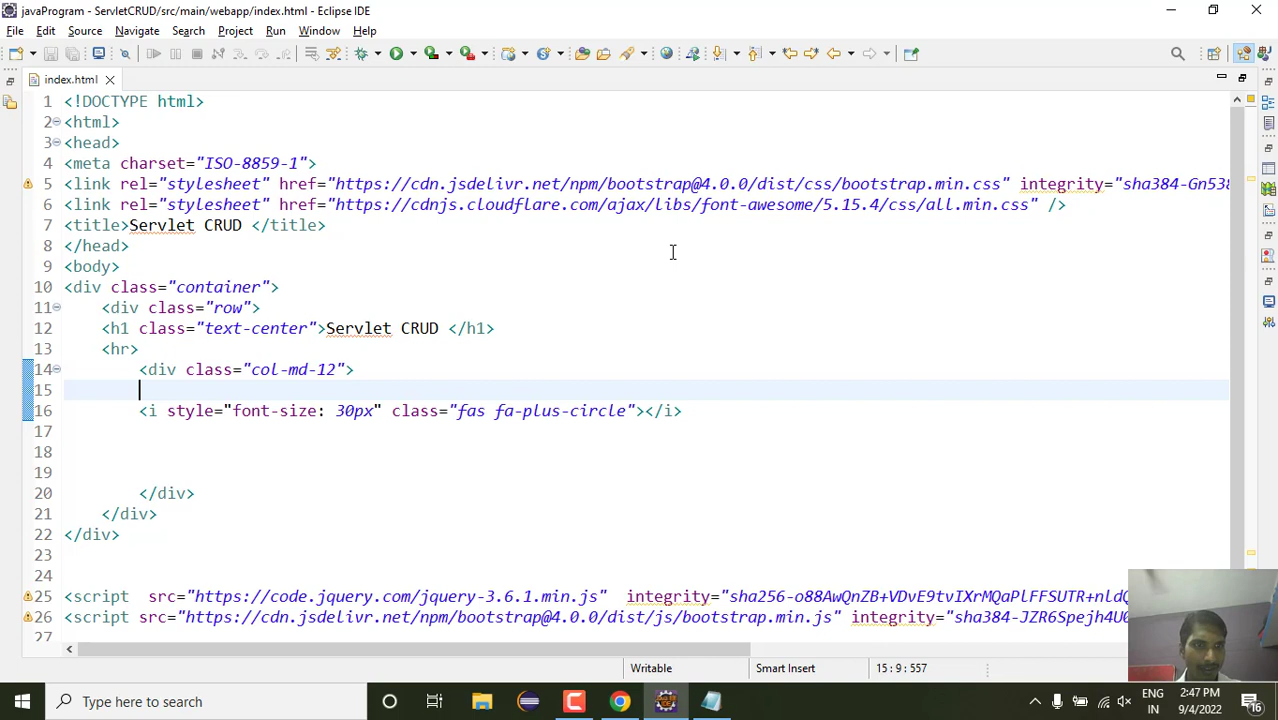 javaProgram - ServletCRUD/src/main/webapp/index.html - Eclipse IDE
File Edit Source Navigate Search Project Run Window Help
index.html
1 <!DOCTYPE html>
2 <html>
3 <head>
4 <meta charset="ISO-8859-1">
5 <link rel="stylesheet" href="https://cdn.jsdelivr.net/npm/bootstrap@4.0.0/dist/css/bootstrap.min.css" integrity="sha384-Gn538
6 <link rel="stylesheet" href="https://cdnjs.cloudflare.com/ajax/libs/font-awesome/5.15.4/css/all.min.css" />
7 <title>Servlet CRUD </title>
8 </head>
9 <body>
10 <div class="container">
11 <div class="row">
12 <h1 class="text-center">Servlet CRUD </h1>
13 <hr>
14 <div class="col-md-12">
15
16 <i style="font-size: 30px" class="fas fa-plus-circle"></i>
17
18
19
20 </div>
21 </div>
22 </div>
23
24
25 <script src="https://code.jquery.com/jquery-3.6.1.min.js" integrity="sha256-o88AwQnZB+VDvE9tvIXrMQaPlFFSUTR+nldQ
26 <script src="https://cdn.jsdelivr.net/npm/bootstrap@4.0.0/dist/js/bootstrap.min.js" integrity="sha384-JZR6Spejh4U0
27
Writable Smart Insert 15 : 9 : 557
Type here to search
ENG 2:47 PM
IN 9/4/2022 16